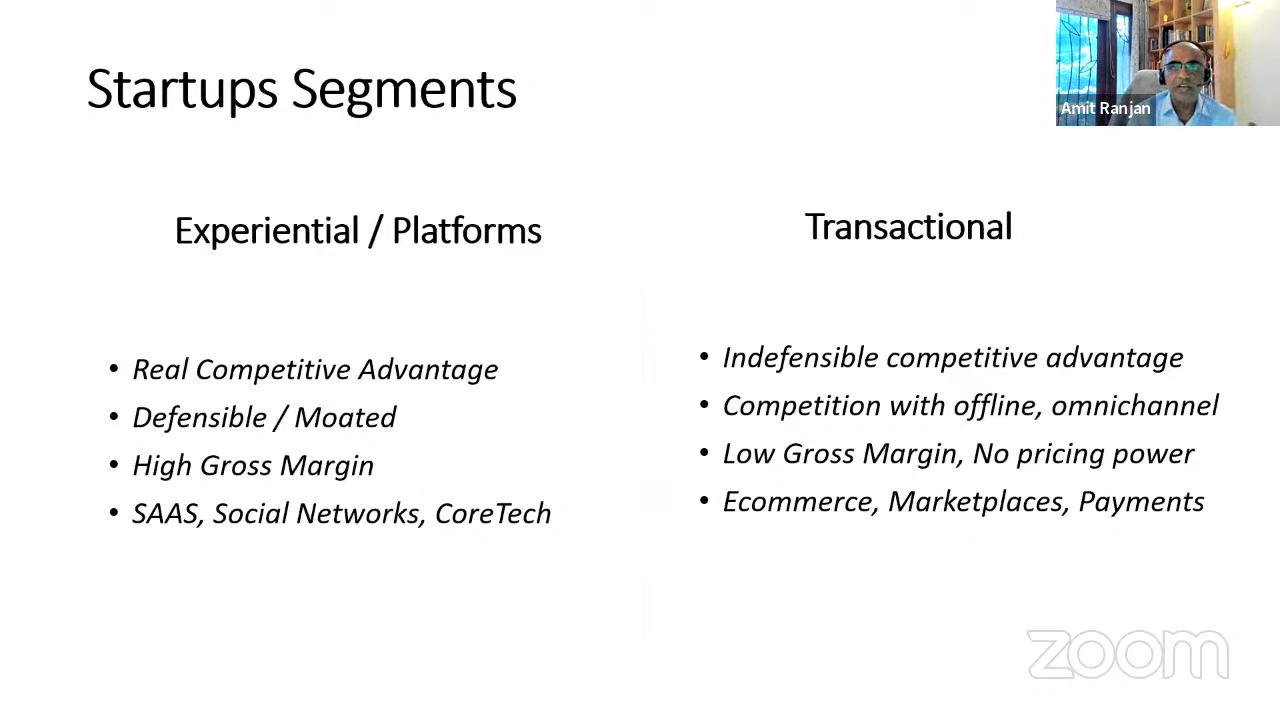 Startups Segments
Amit Ranjan
Experiential / Platforms
• Real Competitive Advantage
• Defensible / Moated
• High Gross Margin
• SAAS, Social Networks, CoreTech
Transactional
• Indefensible competitive advantage
• Competition with offline, omnichannel
• Low Gross Margin, No pricing power
• Ecommerce, Marketplaces, Payments
zoom